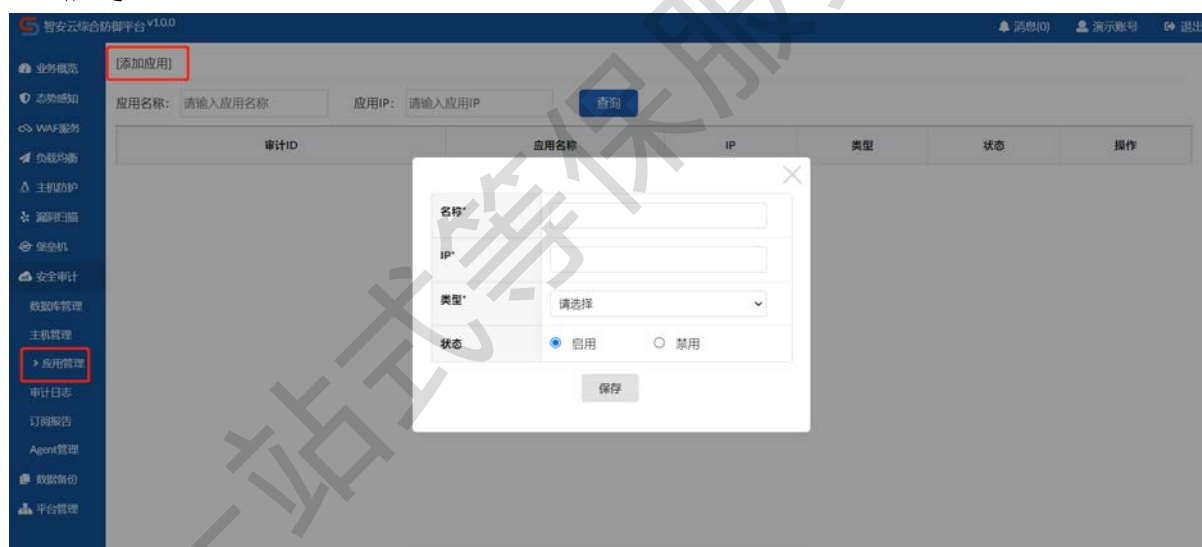 智安云综合防御平台 V1.0.0
消息(0) 演示账号 退出
业务概览
态势感知
WAF服务
负载均衡
主机防护
漏洞扫描
堡垒机
安全审计
数据库管理
主机管理
应用管理
审计日志
订阅报告
Agent管理
数据备份
平台管理
[添加应用]
应用名称: 请输入应用名称 应用IP: 请输入应用IP 查询
审计ID 应用名称 IP 类型 状态 操作
名称*
IP*
类型* 请选择
状态 启用 禁用
保存
一站式等保服